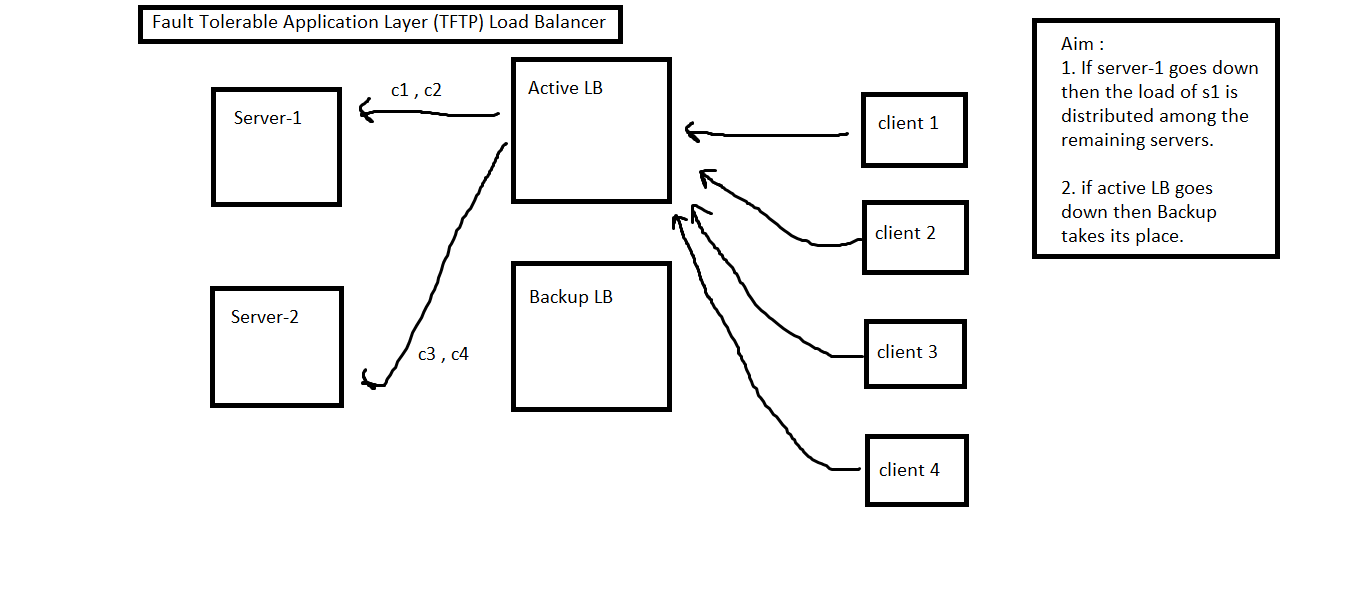 Fault Tolerable Application Layer (TFTP) Load Balancer
Server-1
c1 , c2
Active LB
client 1
client 2
Server-2
c3 , c4
Backup LB
client 3
client 4
Aim :
1. If server-1 goes down
then the load of s1 is
distributed among the
remaining servers.
2. if active LB goes
down then Backup
takes its place.